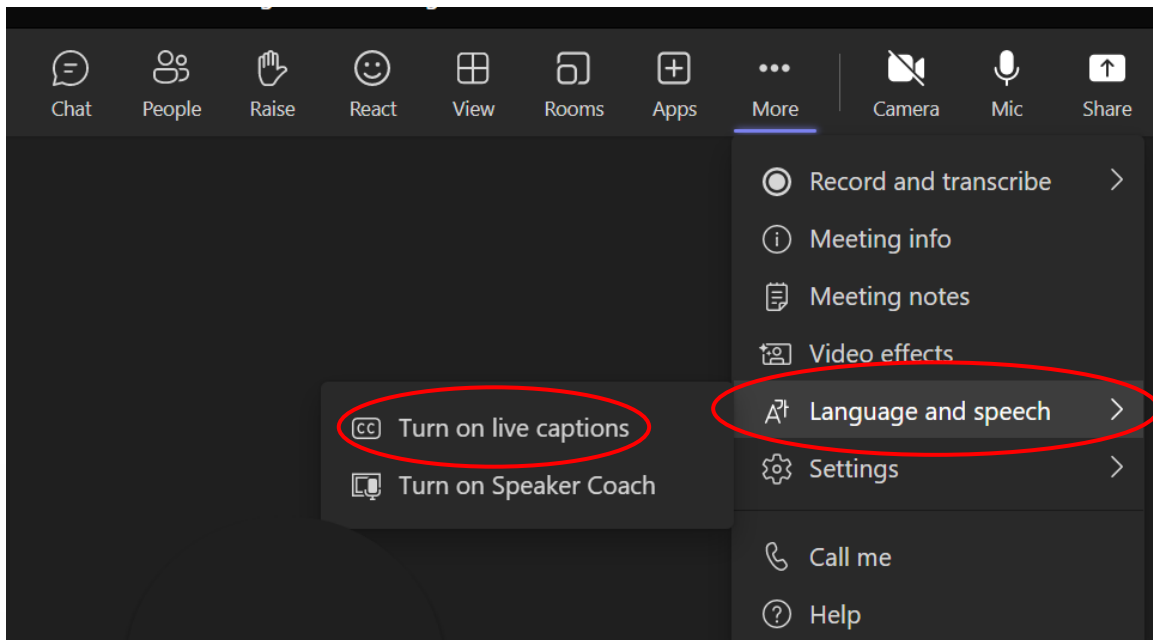 Chat People Raise React View Rooms Apps More Camera Mic Share
Record and transcribe
Meeting info
Meeting notes
Video effects
Language and speech
Settings
Call me
Help
CC Turn on live captions
Turn on Speaker Coach